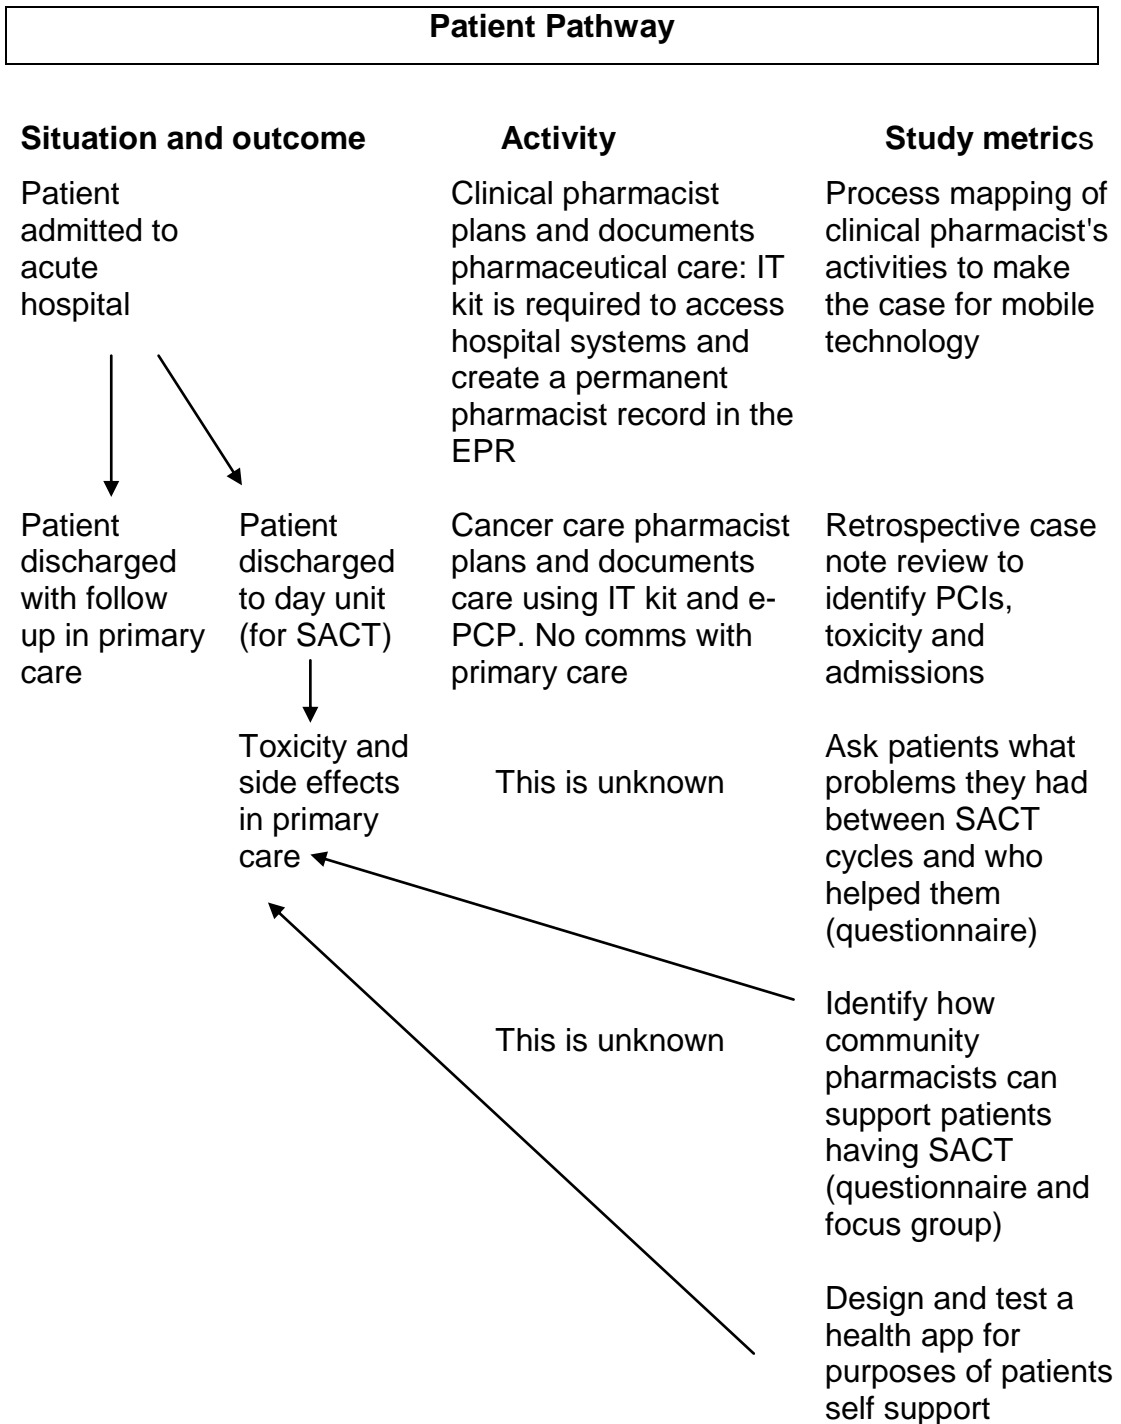 Patient Pathway
Situation and outcome
Activity
Study metrics
Patient
admitted to
acute
hospital
Clinical pharmacist
plans and documents
pharmaceutical care: IT
kit is required to access
hospital systems and
create a permanent
pharmacist record in the
EPR
Process mapping of
clinical pharmacist's
activities to make
the case for mobile
technology
Patient
discharged
with follow
up in primary
care
Patient
discharged
to day unit
(for SACT)
Cancer care pharmacist
plans and documents
care using IT kit and e-
PCP. No comms with
primary care
Retrospective case
note review to
identify PCIs,
toxicity and
admissions
Toxicity and
side effects
in primary
care
This is unknown
Ask patients what
problems they had
between SACT
cycles and who
helped them
(questionnaire)
This is unknown
Identify how
community
pharmacists can
support patients
having SACT
(questionnaire and
focus group)
Design and test a
health app for
purposes of patients
self support